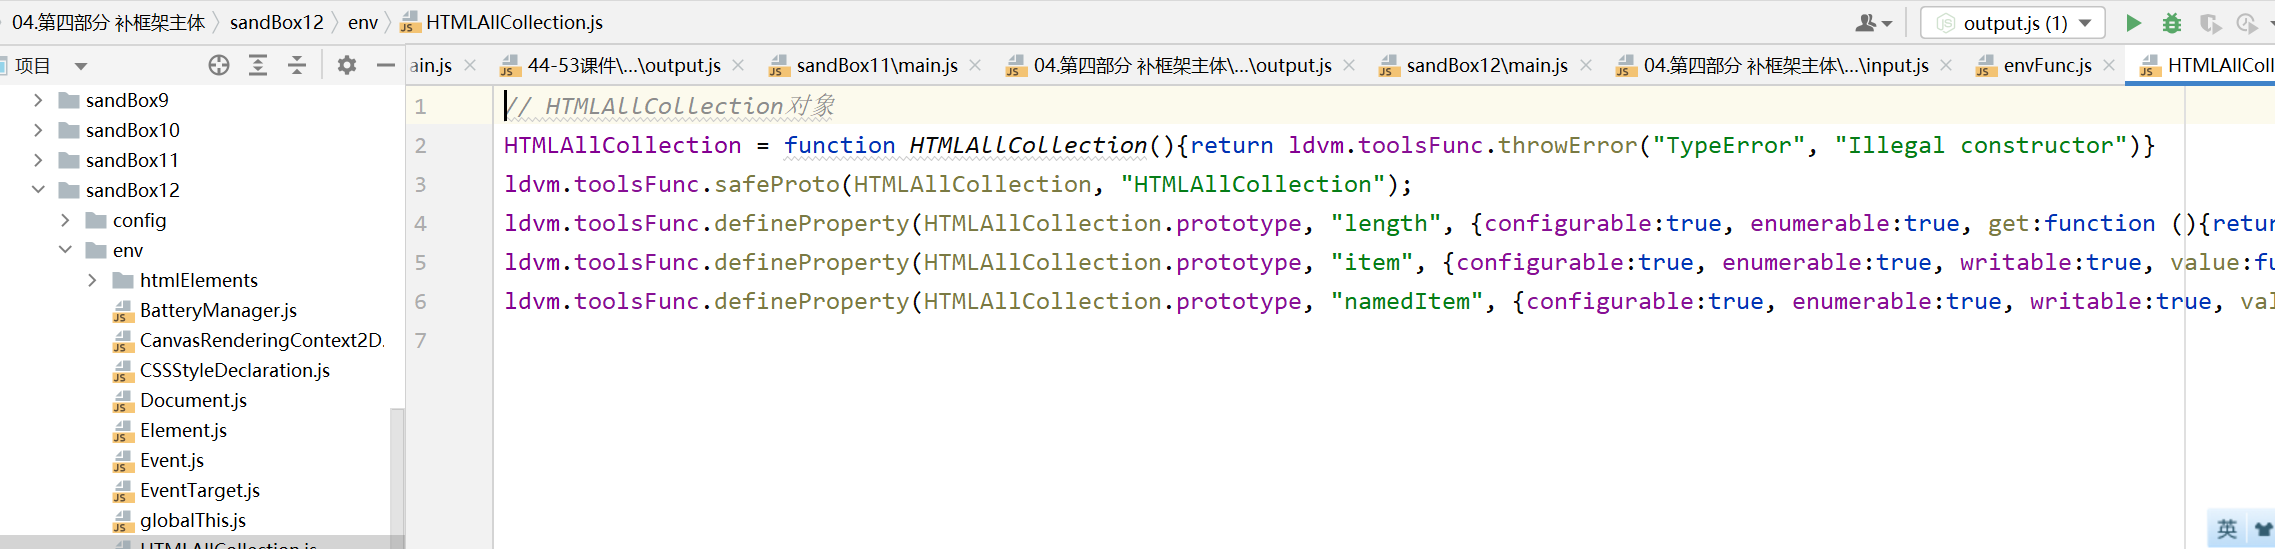 04.第四部分 补框架主体 sandBox12 env HTMLAllCollection.js output.js (1)
项目 ain.js 44-53课件\...\output.js sandBox11\main.js 04.第四部分 补框架主体\...\output.js sandBox12\main.js 04.第四部分 补框架主体\...\input.js envFunc.js HTMLAllColl
sandBox9
sandBox10
sandBox11
sandBox12
config
env
htmlElements
BatteryManager.js
CanvasRenderingContext2D.
CSSStyleDeclaration.js
Document.js
Element.js
Event.js
EventTarget.js
globalThis.js
HTMLAllCollection.js
1 // HTMLAllCollection对象
2 HTMLAllCollection = function HTMLAllCollection(){return ldvm.toolsFunc.throwError("TypeError", "Illegal constructor")}
3 ldvm.toolsFunc.safeProto(HTMLAllCollection, "HTMLAllCollection");
4 ldvm.toolsFunc.defineProperty(HTMLAllCollection.prototype, "length", {configurable:true, enumerable:true, get:function (){retur
5 ldvm.toolsFunc.defineProperty(HTMLAllCollection.prototype, "item", {configurable:true, enumerable:true, writable:true, value:fu
6 ldvm.toolsFunc.defineProperty(HTMLAllCollection.prototype, "namedItem", {configurable:true, enumerable:true, writable:true, val
7
英